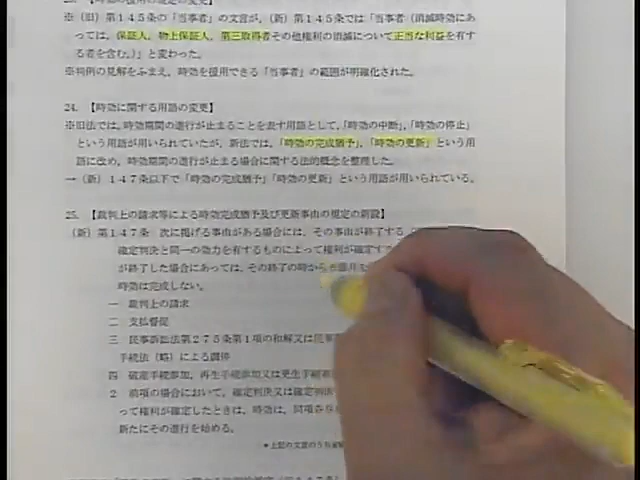 ※（旧）第１４５条の「当事者」の文言が，（新）第１４５条では「当事者（消滅時効にあ
っては，保証人，物上保証人，第三取得者その他権利の消滅について正当な利益を有す
る者を含む。）」と変わった。
※判例の見解をふまえ，時効を援用できる「当事者」の範囲が明確化された。
24. 【時効に関する用語の変更】
※旧法では，時効期間の進行が止まることを表す用語として，「時効の中断」，「時効の停止」
という用語が用いられていたが，新法では，「時効の完成猶予」，「時効の更新」という用
語に改め，時効期間の進行が止まる場合に関する法的概念を整理した。
→（新）１４７条以下で「時効の完成猶予」「時効の更新」という用語が用いられている。
25. 【裁判上の請求等による時効完成猶予及び更新事由の規定の新設】
（新）第１４７条　次に掲げる事由がある場合には，その事由が終了する
確定判決と同一の効力を有するものによって権利が確定す
が終了した場合にあっては，その終了の時から
時効は完成しない。
一　裁判上の請求
二　支払督促
三　民事訴訟法第２７５条第１項の和解又は民事
手続法（略）による調停
四　破産手続参加，再生手続参加又は更生手続
２　前項の場合において，確定判決又は確定判決
って権利が確定したときは，時効は，同項各号
新たにその進行を始める。
＊上記の文言のうち